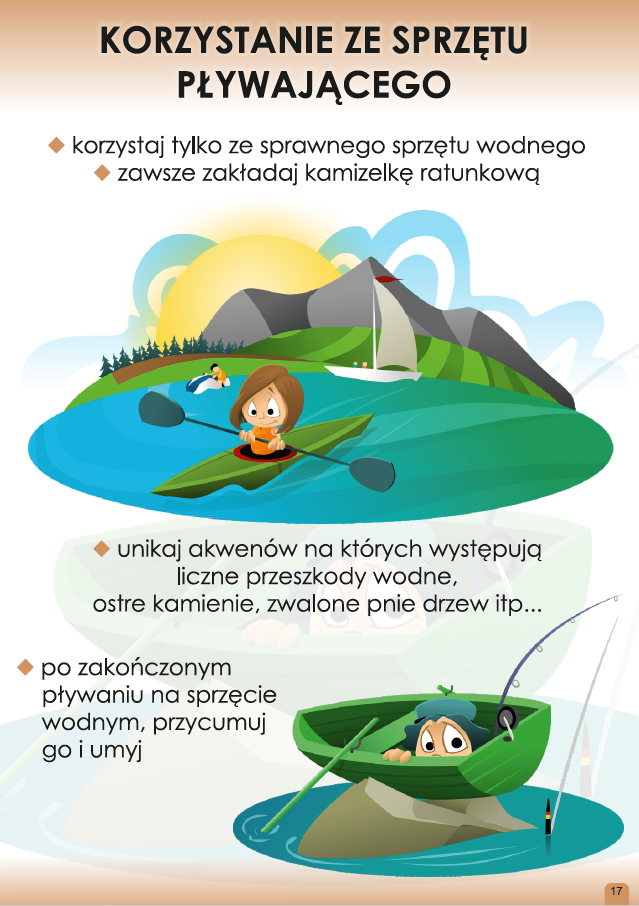 KORZYSTANIE ZE SPRZĘTU
PŁYWAJĄCEGO
◆ korzystaj tylko ze sprawnego sprzętu wodnego
◆ zawsze zakładaj kamizelkę ratunkową
◆ unikaj akwenów na których występują
liczne przeszkody wodne,
ostre kamienie, zwalone pnie drzew itp...
◆ po zakończonym
pływaniu na sprzęcie
wodnym, przycumuj
go i umyj
17